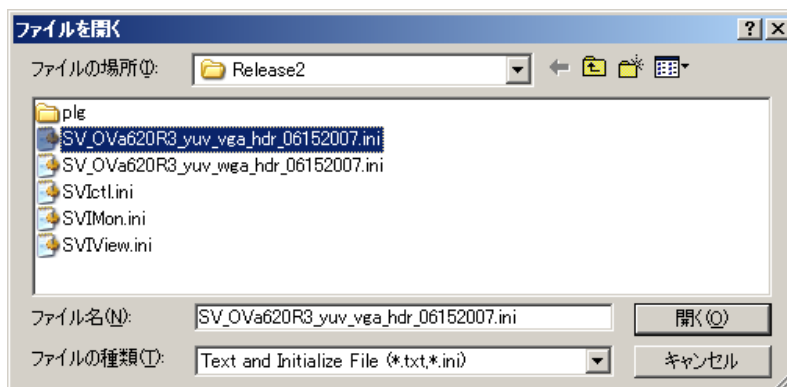 ファイルを開く
ファイルの場所(I):
Release2
plg
SV_OVa620R3_yuv_vga_hdr_06152007.ini
SV_OVa620R3_yuv_wga_hdr_06152007.ini
SVIctl.ini
SVIMon.ini
SVIView.ini
ファイル名(N):
SV_OVa620R3_yuv_vga_hdr_06152007.ini
開く(O)
ファイルの種類(T):
Text and Initialize File (*.txt,*.ini)
キャンセル